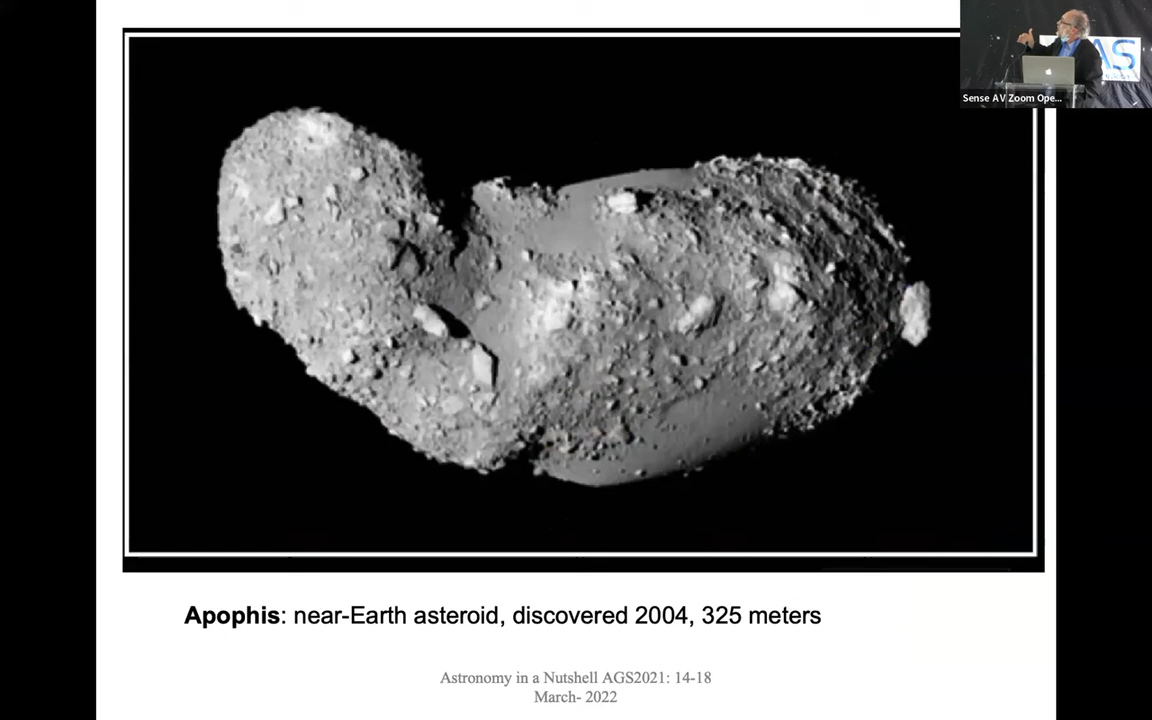 AS
Sense AV Zoom Ope...
Apophis: near-Earth asteroid, discovered 2004, 325 meters
Astronomy in a Nutshell AGS2021: 14-18
March- 2022